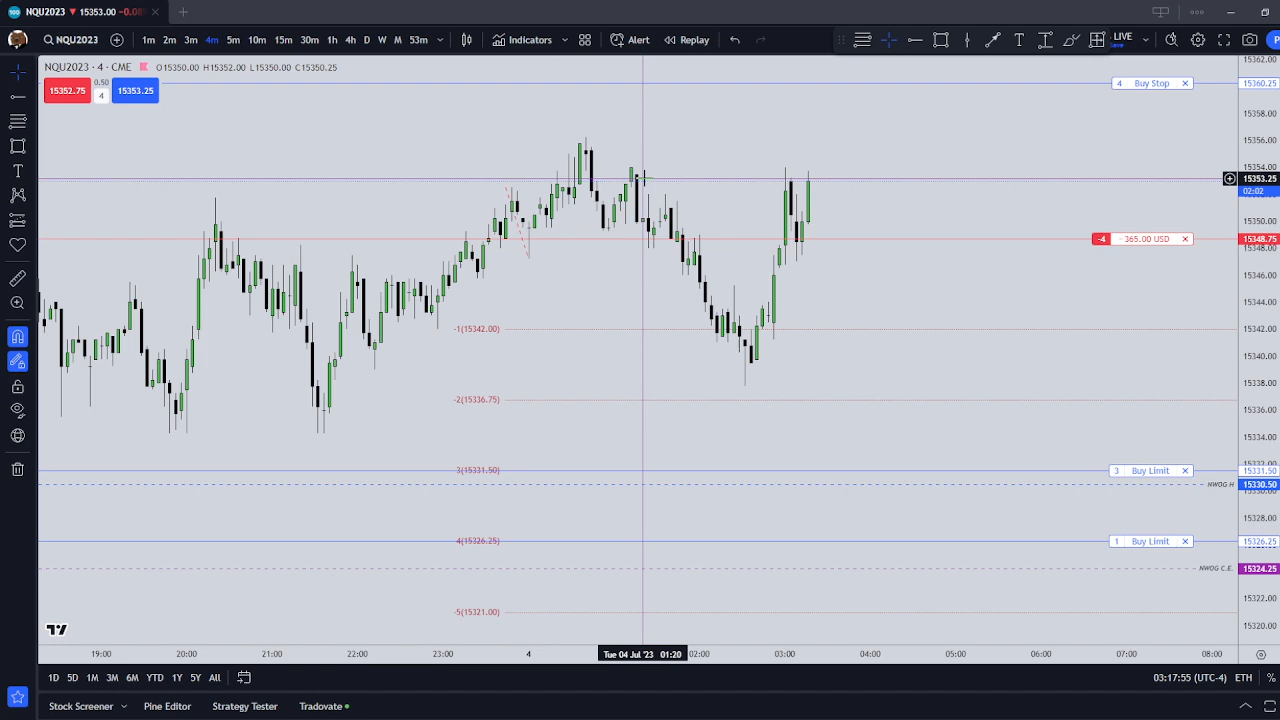 NQU2023 ▼ 15353.00 −0.08%
NQU2023 1m 2m 3m 4m 5m 10m 15m 30m 1h 4h D W M 53m Indicators Alert Replay LIVE
Save
NQU2023 · 4 · CME O15350.00 H15352.00 L15350.00 C15350.25
15352.75 0.50 4 15353.25
4 Buy Stop 15360.25
15362.00
15358.00
15356.00
15354.00
15353.25
02:02
15350.00
-4 −365.00 USD 15348.75
15348.00
15346.00
15344.00
-1(15342.00) 15342.00
15340.00
15338.00
-2(15336.75)
15336.00
15334.00
15332.00
3(15331.50) 3 Buy Limit 15331.50
NWOG H 15330.50
15330.00
15328.00
4(15326.25) 1 Buy Limit 15326.25
NWOG C.E. 15324.25
15322.00
-5(15321.00)
15320.00
19:00 20:00 21:00 22:00 23:00 4 Tue 04 Jul '23 01:20 02:00 03:00 04:00 05:00 06:00 07:00 08:00
1D 5D 1M 3M 6M YTD 1Y 5Y All 03:17:55 (UTC-4) ETH %
Stock Screener Pine Editor Strategy Tester Tradovate